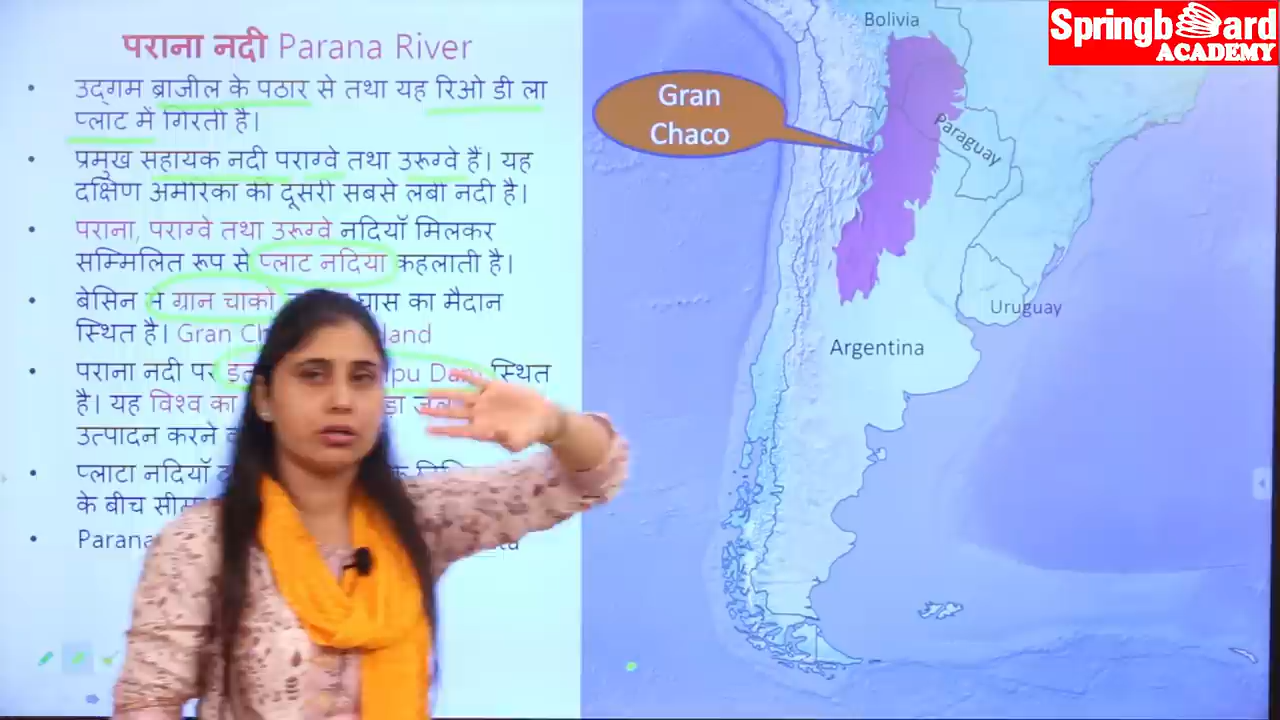 पराना नदी Parana River
• उद्गम ब्राजील के पठार से तथा यह रिओ डी ला
प्लाट में गिरती है।
• प्रमुख सहायक नदी पराग्वे तथा उरूग्वे हैं। यह
दक्षिण अमेरिका की दूसरी सबसे लंबी नदी है।
• पराना, पराग्वे तथा उरूग्वे नदियाँ मिलकर
सम्मिलित रूप से प्लाट नदिया कहलाती है।
• बेसिन में ग्रान चाको घास का मैदान
स्थित है। Gran
• पराना नदी पर Dam स्थित
है। यह विश्व का
उत्पादन करने
• प्लाटा नदियाँ
के बीच
• Parana
Gran
Chaco
Bolivia
Paraguay
Uruguay
Argentina
Springboard
ACADEMY